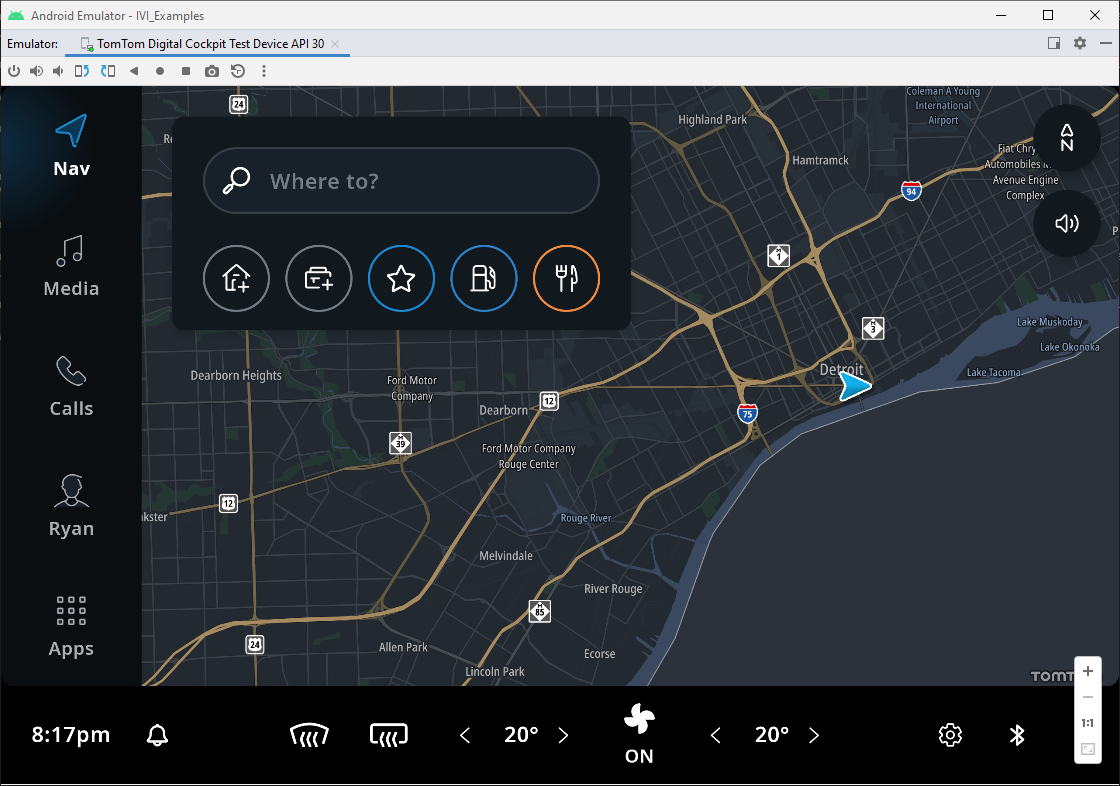 Android Emulator - IVI_Examples
Emulator:
TomTom Digital Cockpit Test Device API 30
Nav
Media
Calls
Ryan
Apps
Where to?
24
Highland Park
Hamtramck
Coleman A Young
International
Airport
Fiat Chry
Automobiles
Avenue Engine
Complex
N
94
M
1
M
3
Lake Muskoday
Lake Okonoka
Lake Tacoma
Detroit
75
Dearborn Heights
Ford Motor
Company
Dearborn
12
M
39
Ford Motor Company
Rouge Center
12
kster
Rouge River
Melvindale
River Rouge
M
85
24
Allen Park
Ecorse
Lincoln Park
TOMT
1:1
8:17pm
20°
ON
20°